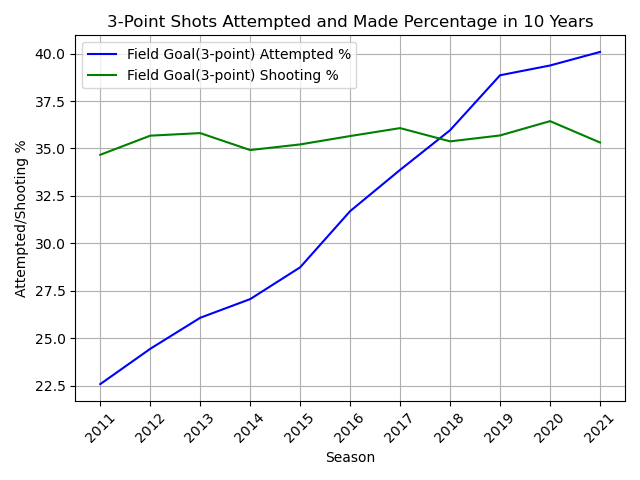 3-Point Shots Attempted and Made Percentage in 10 Years
Field Goal(3-point) Attempted %
Field Goal(3-point) Shooting %
40.0
37.5
35.0
32.5
30.0
27.5
25.0
22.5
Attempted/Shooting %
2011 2012 2013 2014 2015 2016 2017 2018 2019 2020 2021
Season